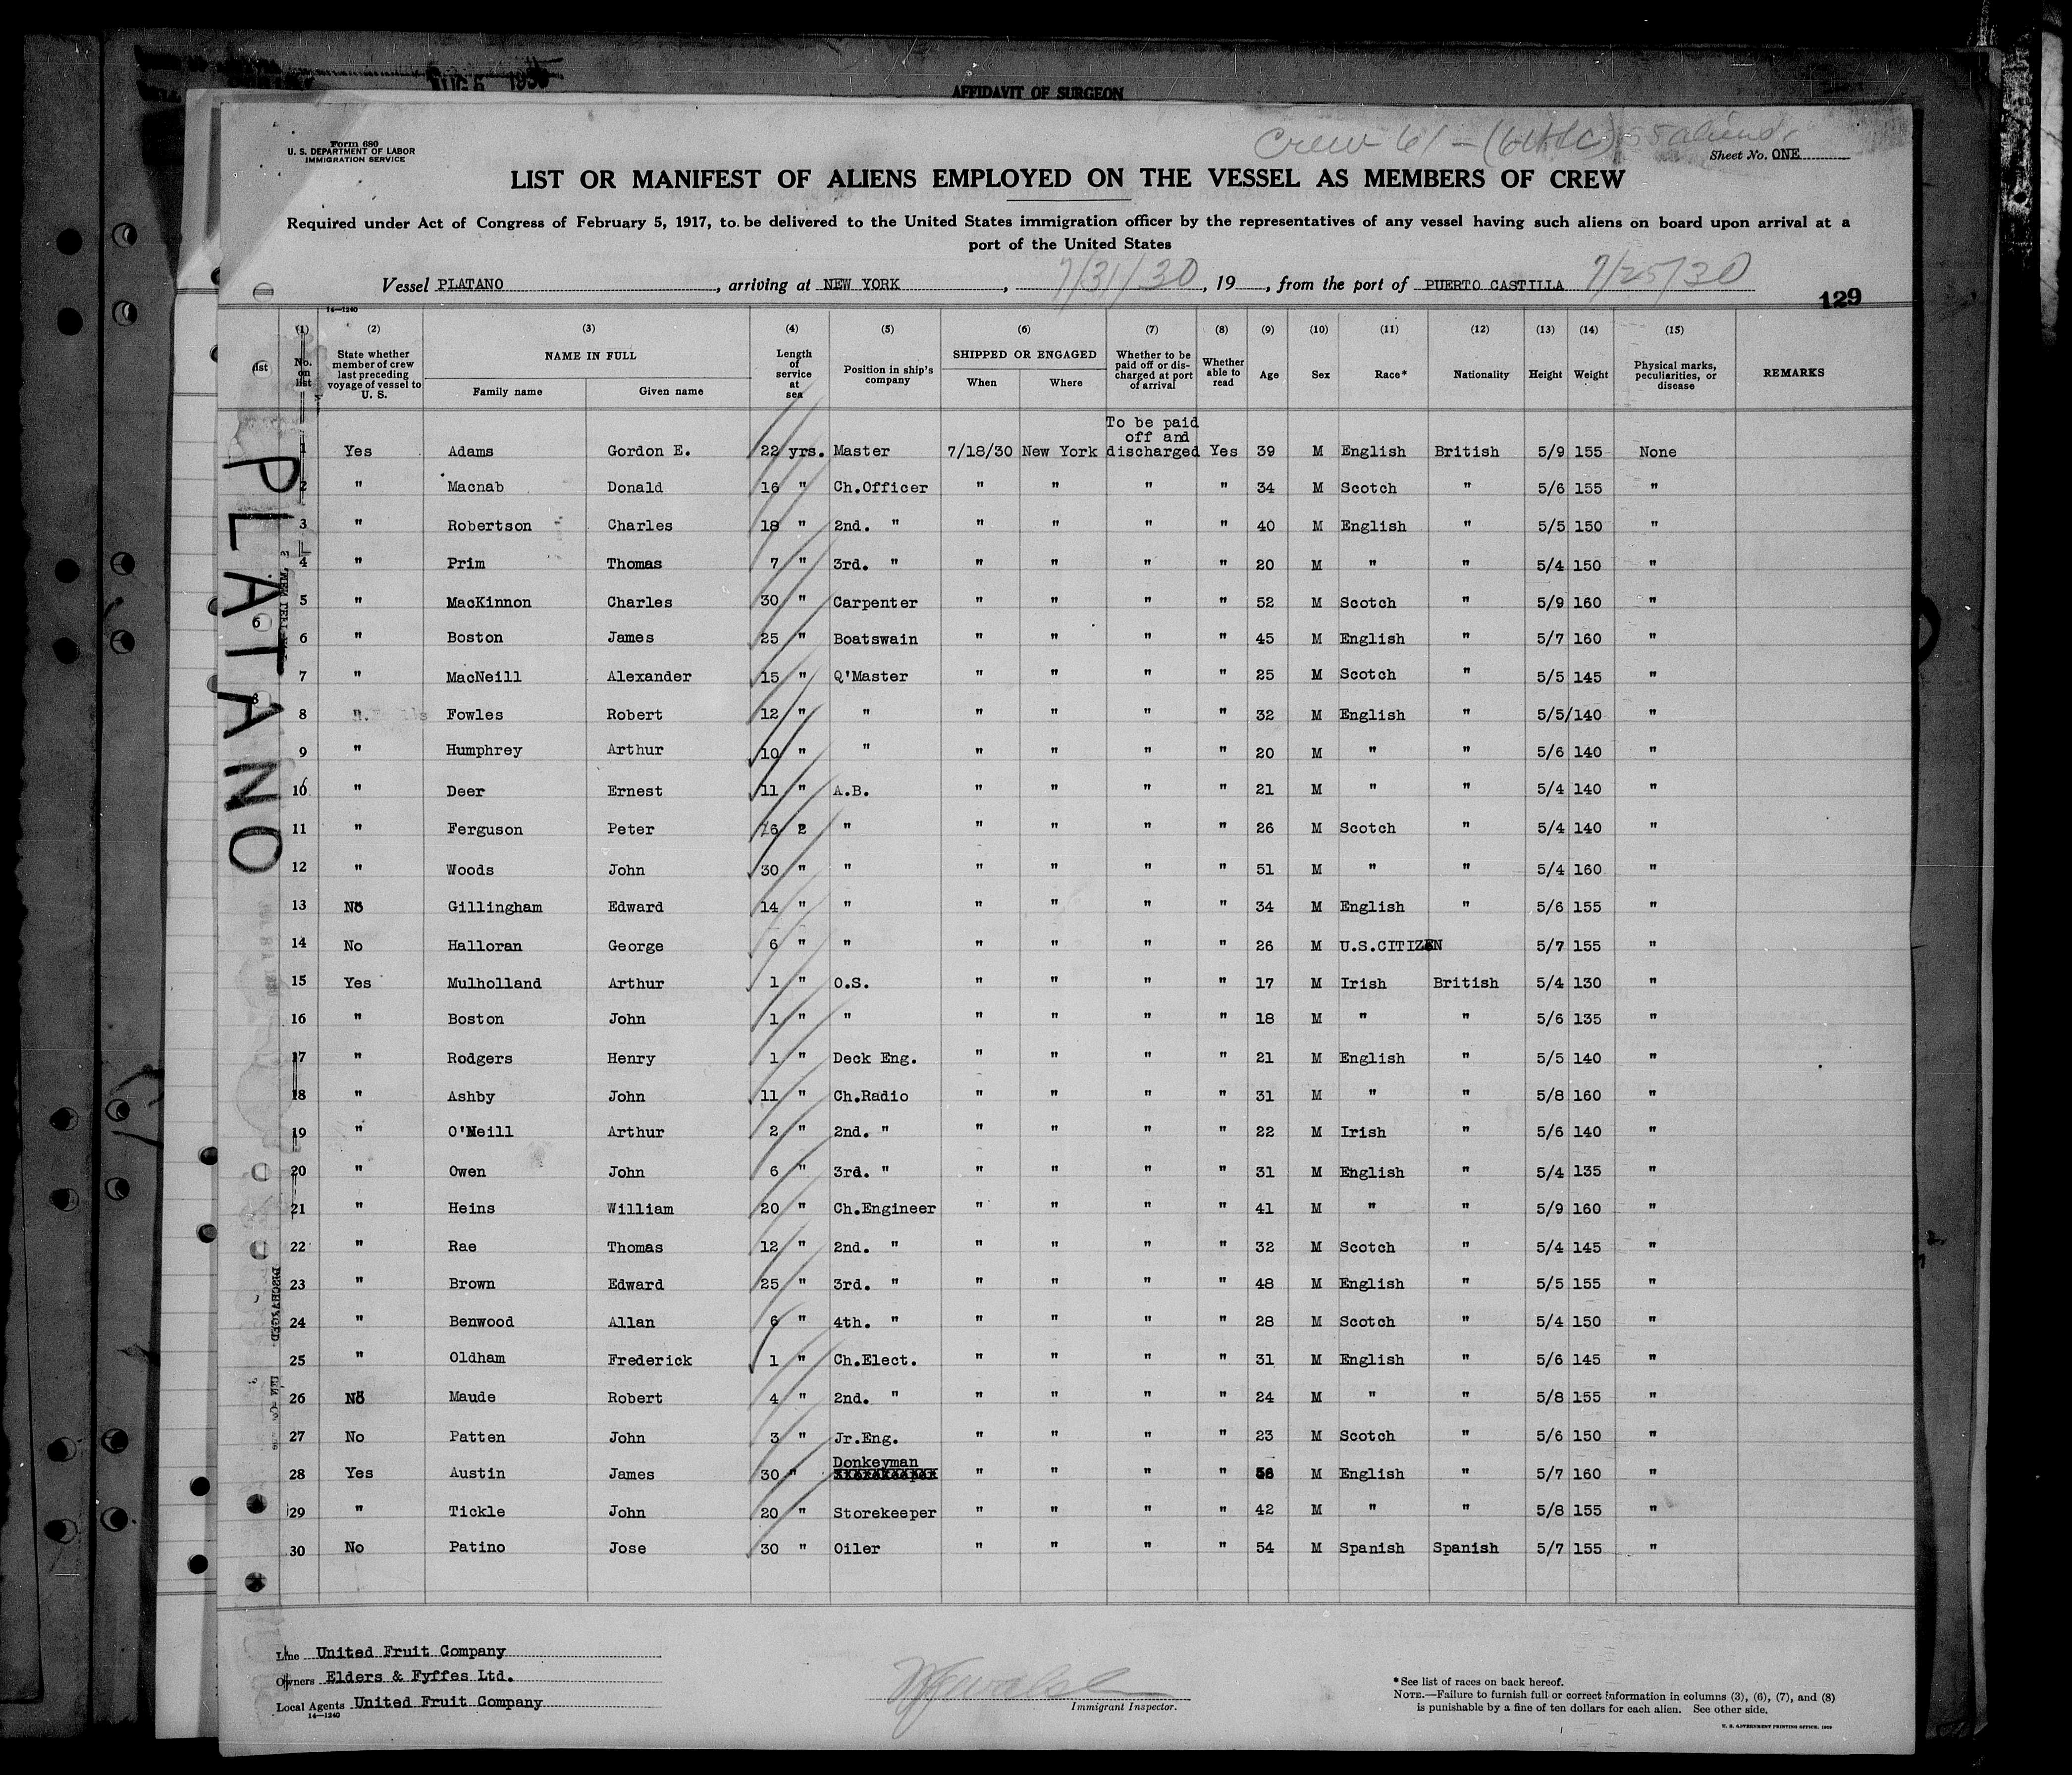 AUG 5 1930
AFFIDAVIT OF SURGEON
Form 680
U. S. DEPARTMENT OF LABOR
IMMIGRATION SERVICE
Crew 61 - 55 aliens
Sheet No. ONE
LIST OR MANIFEST OF ALIENS EMPLOYED ON THE VESSEL AS MEMBERS OF CREW
Required under Act of Congress of February 5, 1917, to be delivered to the United States immigration officer by the representatives of any vessel having such aliens on board upon arrival at a
port of the United States
Vessel PLATANO, arriving at NEW YORK, 7/31/30, 19, from the port of PUERTO CASTILLA 7/25/30
129
14—1240
(1) (2) (3) (4) (5) (6) (7) (8) (9) (10) (11) (12) (13) (14) (15)
No. on list State whether member of crew last preceding voyage of vessel to U. S. NAME IN FULL Family name Given name Length of service at sea Position in ship's company SHIPPED OR ENGAGED When Where Whether to be paid off or discharged at port of arrival Whether able to read Age Sex Race* Nationality Height Weight Physical marks, peculiarities, or disease REMARKS
To be paid
off and
1 Yes Adams Gordon E. 22 yrs. Master 7/18/30 New York discharged Yes 39 M English British 5/9 155 None
2 " Macnab Donald 16 " Ch.Officer " " " " 34 M Scotch " 5/6 155 "
3 " Robertson Charles 18 " 2nd. " " " " " 40 M English " 5/5 150 "
4 " Prim Thomas 7 " 3rd. " " " " " 20 M " " 5/4 150 "
5 " MacKinnon Charles 30 " Carpenter " " " " 52 M Scotch " 5/9 160 "
6 " Boston James 25 " Boatswain " " " " 45 M English " 5/7 160 "
7 " MacNeill Alexander 15 " Q'Master " " " " 25 M Scotch " 5/5 145 "
8 Fowles Robert 12 " " " " " " 32 M English " 5/5/140 "
9 " Humphrey Arthur 10 " " " " " " 20 M " " 5/6 140 "
10 " Deer Ernest 11 " A.B. " " " " 21 M " " 5/4 140 "
11 " Ferguson Peter 16 2 " " " " " 26 M Scotch " 5/4 140 "
12 " Woods John 30 " " " " " " 51 M " " 5/4 160 "
13 No Gillingham Edward 14 " " " " " " 34 M English " 5/6 155 "
14 No Halloran George 6 " " " " " " 26 M U.S.CITIZEN 5/7 155 "
15 Yes Mulholland Arthur 1 " O.S. " " " " 17 M Irish British 5/4 130 "
16 " Boston John 1 " " " " " " 18 M " " 5/6 135 "
17 " Rodgers Henry 1 " Deck Eng. " " " " 21 M English " 5/5 140 "
18 " Ashby John 11 " Ch.Radio " " " " 31 M " " 5/8 160 "
19 " O'Neill Arthur 2 " 2nd. " " " " " 22 M Irish " 5/6 140 "
20 " Owen John 6 " 3rd. " " " " " 31 M English " 5/4 135 "
21 " Heins William 20 " Ch.Engineer " " " " 41 M " " 5/9 160 "
22 " Rae Thomas 12 " 2nd. " " " " " 32 M Scotch " 5/4 145 "
23 " Brown Edward 25 " 3rd. " " " " " 48 M English " 5/5 155 "
24 " Benwood Allan 6 " 4th. " " " " " 28 M Scotch " 5/4 150 "
25 " Oldham Frederick 1 " Ch.Elect. " " " " 31 M English " 5/6 145 "
26 No Maude Robert 4 " 2nd. " " " " " 24 M " " 5/8 155 "
27 No Patten John 3 " Jr.Eng. " " " " 23 M Scotch " 5/6 150 "
28 Yes Austin James 30 " Donkeyman " " " " M English " 5/7 160 "
29 " Tickle John 20 " Storekeeper " " " " 42 M " " 5/8 155 "
30 No Patino Jose 30 " Oiler " " " " 54 M Spanish Spanish 5/7 155 "
PLATANO
DISCHARGED.
Line United Fruit Company
Owners Elders & Fyffes Ltd.
Local Agents United Fruit Company
14—1240
Immigrant Inspector.
*See list of races on back hereof.
NOTE.—Failure to furnish full or correct information in columns (3), (6), (7), and (8)
is punishable by a fine of ten dollars for each alien. See other side.
U. S. GOVERNMENT PRINTING OFFICE: 1929